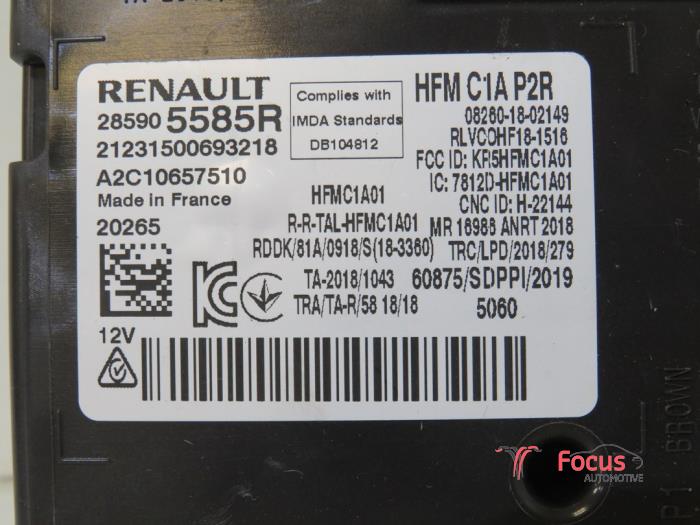 RENAULT
28590 5585R
21231500693218
A2C10657510
Made in France
20265
Complies with
IMDA Standards
DB104812
HFM C1A P2R
08260-18-02149
RLVCOHF18-1516
FCC ID: KR5HFMC1A01
IC: 7812D-HFMC1A01
CNC ID: H-22144
HFMC1A01
R-R-TAL-HFMC1A01 MR 16986 ANRT 2018
RDDK/81A/0918/S(18-3360) TRC/LPD/2018/279
TA-2018/1043 60875/SDPPI/2019
TRA/TA-R/58 18/18 5060
12V
P1 BROWN
Focus
AUTOMOTIVE